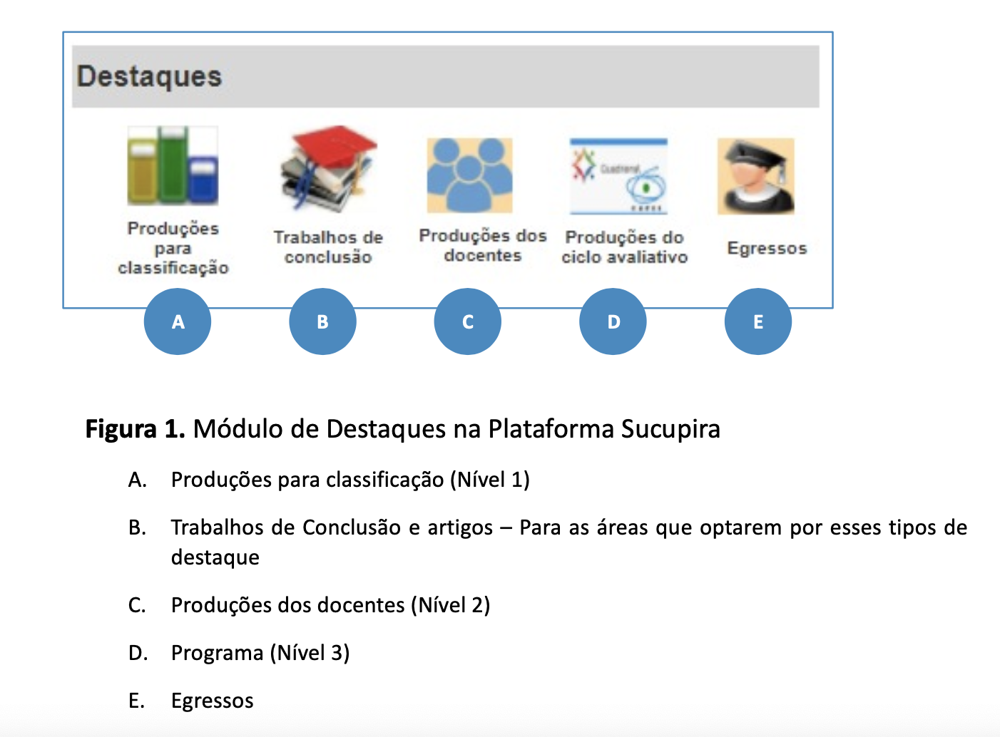 Destaques
Produções
para
classificação
Trabalhos de
conclusão
Produções dos
docentes
Quadrienal
CAPES
Produções do
ciclo avaliativo
Egressos
A
B
C
D
E
Figura 1. Módulo de Destaques na Plataforma Sucupira
A. Produções para classificação (Nível 1)
B. Trabalhos de Conclusão e artigos – Para as áreas que optarem por esses tipos de
destaque
C. Produções dos docentes (Nível 2)
D. Programa (Nível 3)
E. Egressos